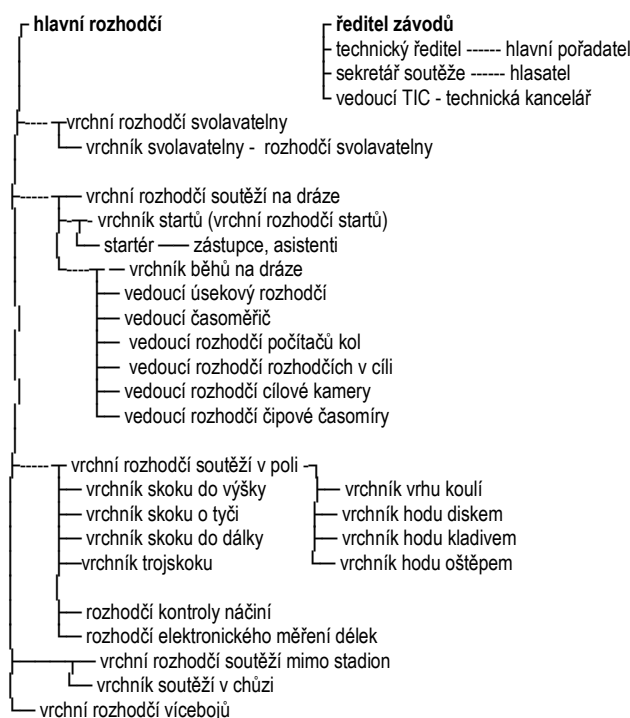 hlavní rozhodčí
ředitel závodů
technický ředitel ------ hlavní pořadatel
sekretář soutěže ------ hlasatel
vedoucí TIC - technická kancelář
vrchní rozhodčí svolavatelny
vrchník svolavatelny - rozhodčí svolavatelny
vrchní rozhodčí soutěží na dráze
vrchník startů (vrchní rozhodčí startů)
startér —— zástupce, asistenti
vrchník běhů na dráze
vedoucí úsekový rozhodčí
vedoucí časoměřič
vedoucí rozhodčí počítačů kol
vedoucí rozhodčí rozhodčích v cíli
vedoucí rozhodčí cílové kamery
vedoucí rozhodčí čipové časomíry
vrchní rozhodčí soutěží v poli
vrchník skoku do výšky
vrchník vrhu koulí
vrchník skoku o tyči
vrchník hodu diskem
vrchník skoku do dálky
vrchník hodu kladivem
vrchník trojskoku
vrchník hodu oštěpem
rozhodčí kontroly náčiní
rozhodčí elektronického měření délek
vrchní rozhodčí soutěží mimo stadion
vrchník soutěží v chůzi
vrchní rozhodčí vícebojů